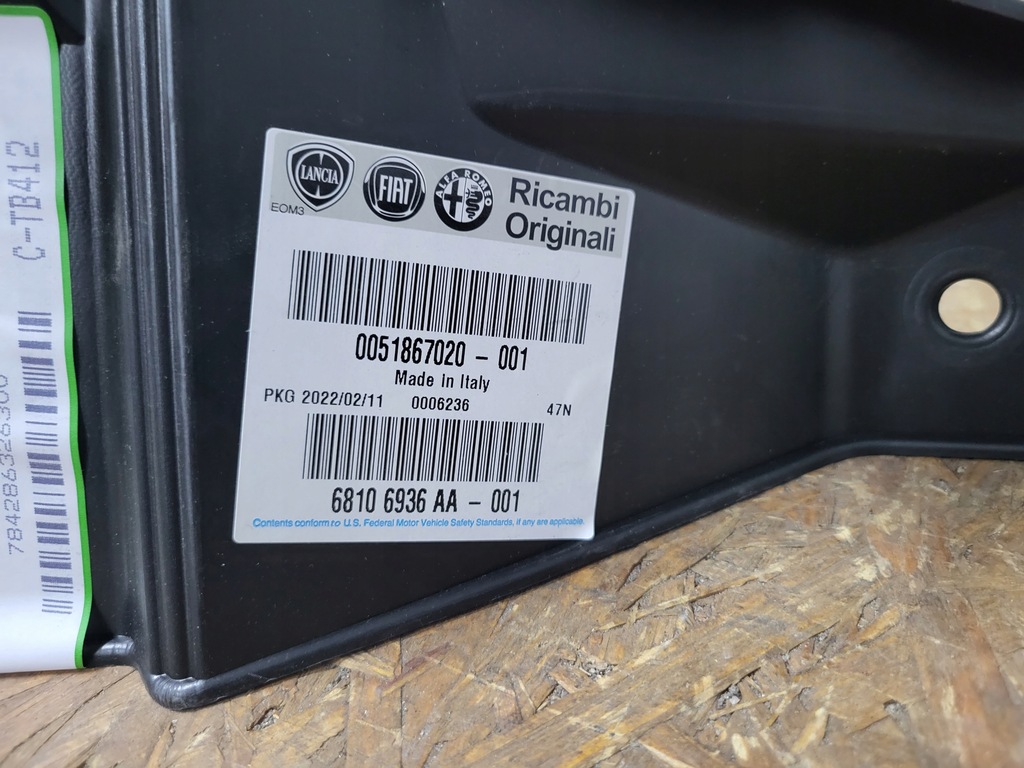 C-TB412
LANCIA
FIAT
ALFA ROMEO
Ricambi
Originali
EOM3
0051867020 - 001
Made in Italy
PKG 2022/02/11 0006236 47N
6810 6936 AA - 001
Contents conform to U.S. Federal Motor Vehicle Safety Standards, if any are applicable.